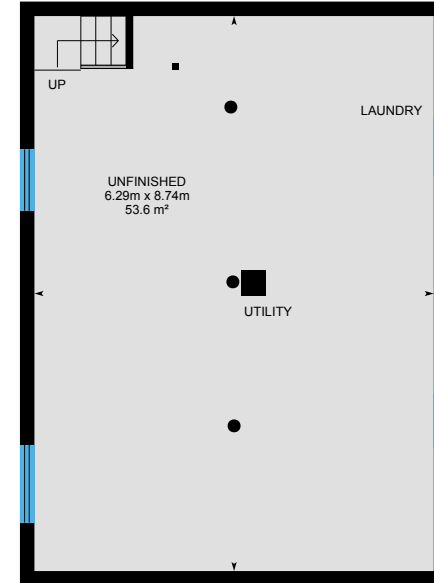 UP
LAUNDRY
UNFINISHED
6.29m x 8.74m
53.6 m²
UTILITY